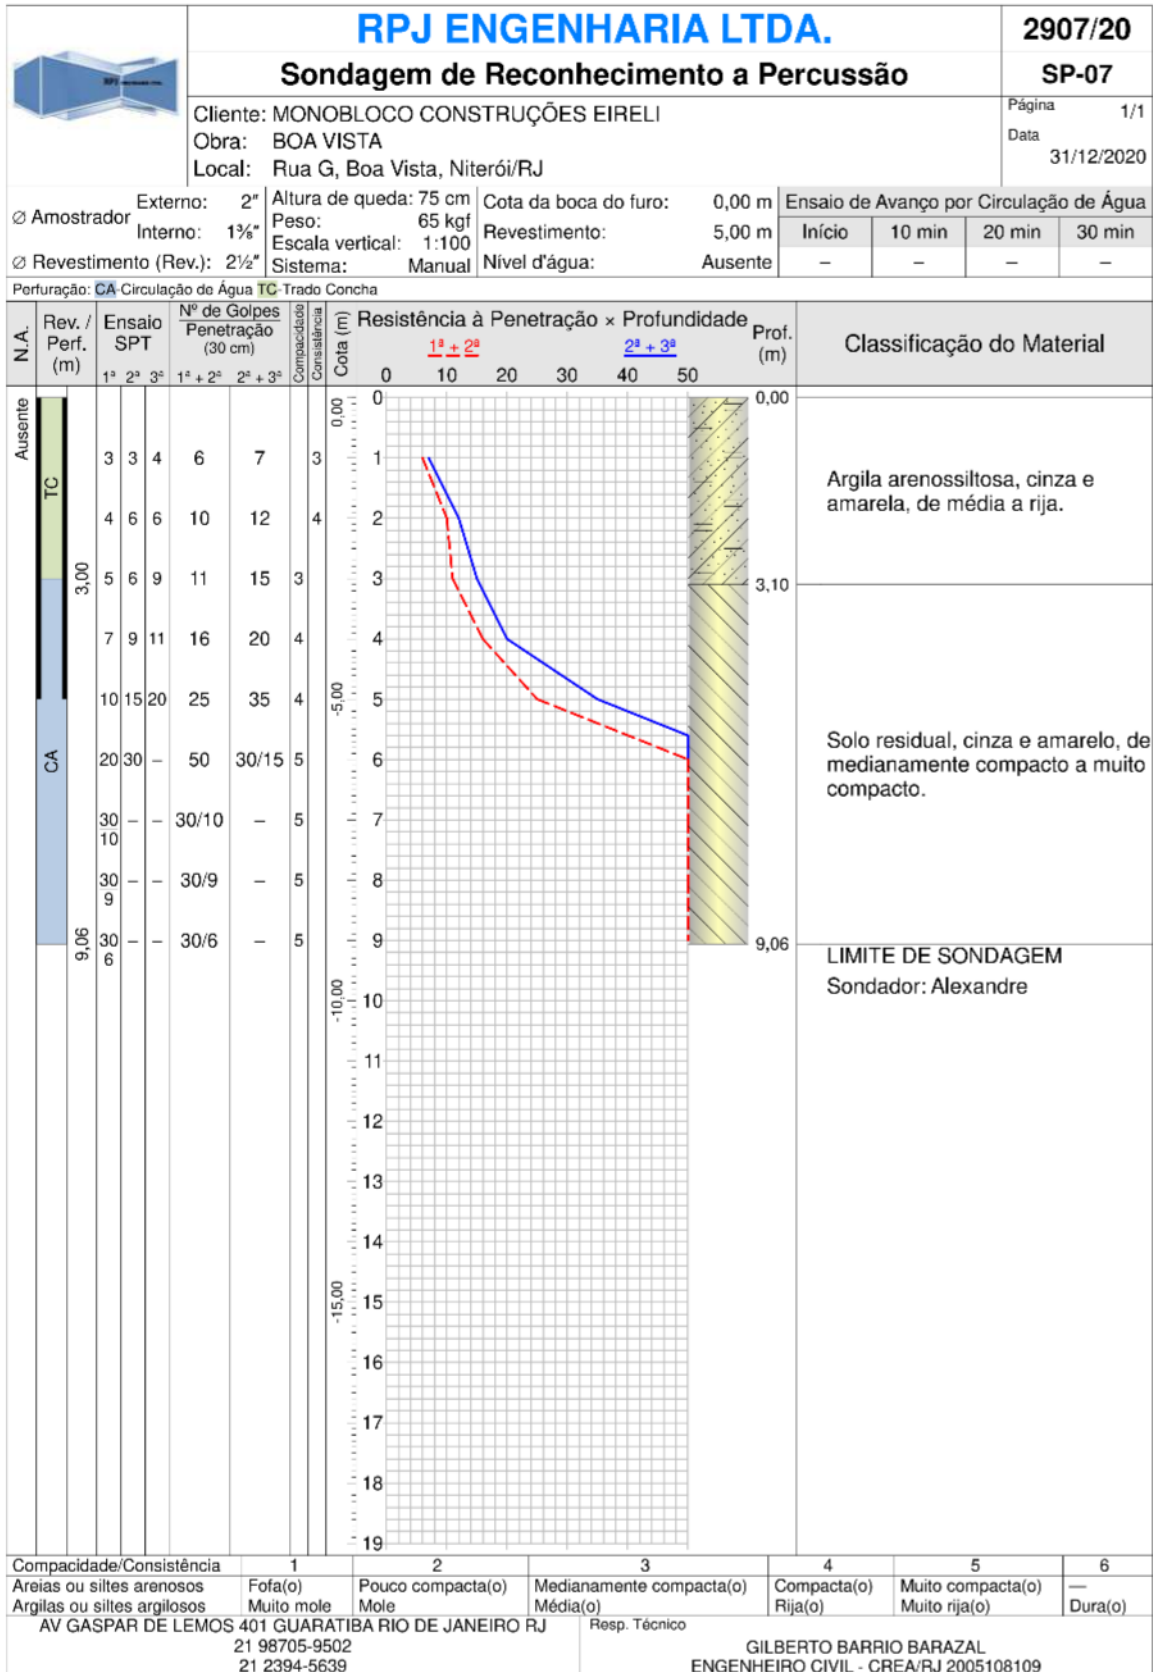 RPJ ENGENHARIA LTDA.
2907/20
Sondagem de Reconhecimento a Percussão
SP-07
Cliente: MONOBLOCO CONSTRUÇÕES EIRELI
Obra: BOA VISTA
Local: Rua G, Boa Vista, Niterói/RJ
Página 1/1
Data
31/12/2020
Ø Amostrador Externo: 2"
Interno: 1⅜"
Ø Revestimento (Rev.): 2½"
Altura de queda: 75 cm
Peso: 65 kgf
Escala vertical: 1:100
Sistema: Manual
Cota da boca do furo: 0,00 m
Revestimento: 5,00 m
Nível d'água: Ausente
Ensaio de Avanço por Circulação de Água
Início 10 min 20 min 30 min
– – – –
Perfuração: CA-Circulação de Água TC-Trado Concha
N.A.
Rev. / Perf. (m)
Ensaio SPT
1ª 2ª 3ª
Nº de Golpes
Penetração
(30 cm)
1ª + 2ª 2ª + 3ª
Compacidade
Consistência
Cota (m)
Resistência à Penetração × Profundidade
1ª + 2ª 2ª + 3ª
0 10 20 30 40 50
Prof. (m)
Classificação do Material
Ausente
TC
3,00
CA
9,06
3 3 4 6 7 3
4 6 6 10 12 4
5 6 9 11 15 3
7 9 11 16 20 4
10 15 20 25 35 4
20 30 – 50 30/15 5
30/10 – – 30/10 – 5
30/9 – – 30/9 – 5
30/6 – – 30/6 – 5
0,00
-5,00
-10,00
-15,00
0
1
2
3
4
5
6
7
8
9
10
11
12
13
14
15
16
17
18
19
0,00
Argila arenossiltosa, cinza e
amarela, de média a rija.
3,10
Solo residual, cinza e amarelo, de
medianamente compacto a muito
compacto.
9,06
LIMITE DE SONDAGEM
Sondador: Alexandre
Compacidade/Consistência 1 2 3 4 5 6
Areias ou siltes arenosos Fofa(o) Pouco compacta(o) Medianamente compacta(o) Compacta(o) Muito compacta(o) —
Argilas ou siltes argilosos Muito mole Mole Média(o) Rija(o) Muito rija(o) Dura(o)
AV GASPAR DE LEMOS 401 GUARATIBA RIO DE JANEIRO RJ
21 98705-9502
21 2394-5639
Resp. Técnico
GILBERTO BARRIO BARAZAL
ENGENHEIRO CIVIL - CREA/RJ 2005108109